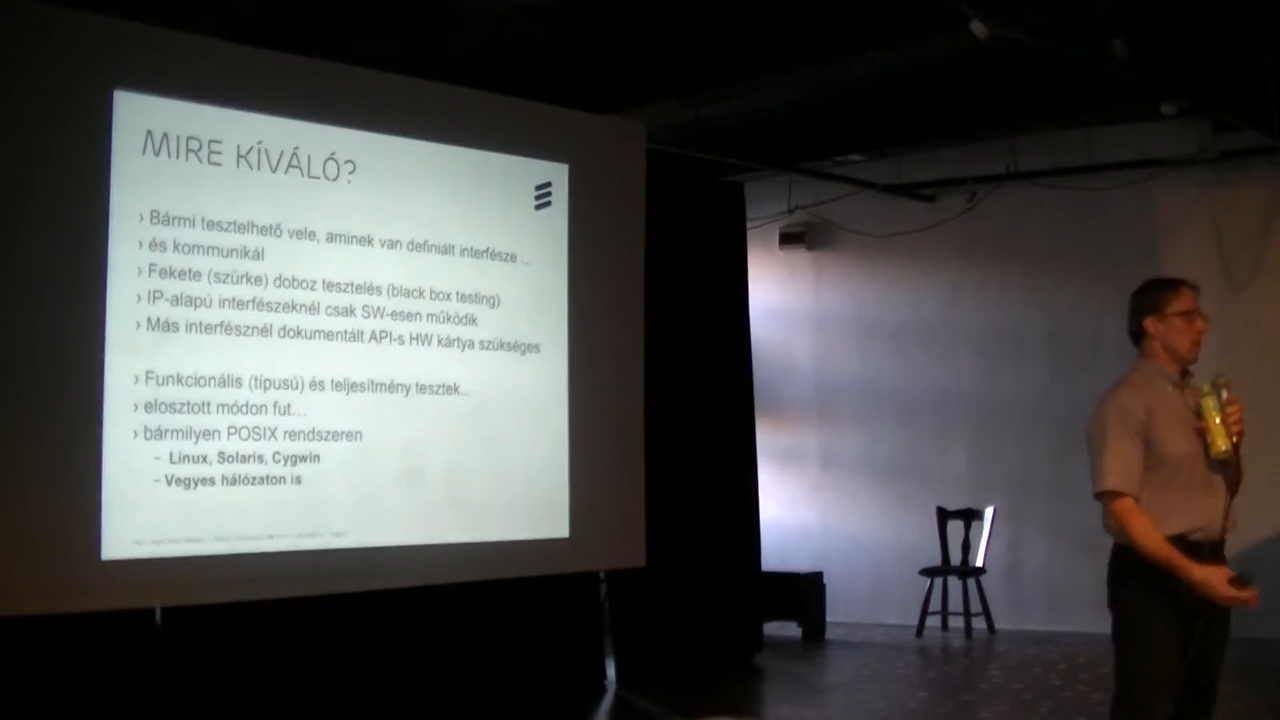 MIRE KÍVÁLÓ?
› Bármi tesztelhető vele, aminek van definiált interfésze...
› és kommunikál
› Fekete (szürke) doboz tesztelés (black box testing)
› IP-alapú interfészeknél csak SW-esen működik
› Más interfésznél dokumentált API-s HW kártya szükséges
› Funkcionális (típusú) és teljesítmény tesztek...
› elosztott módon fut...
› bármilyen POSIX rendszeren
– Linux, Solaris, Cygwin
– Vegyes hálózaton is